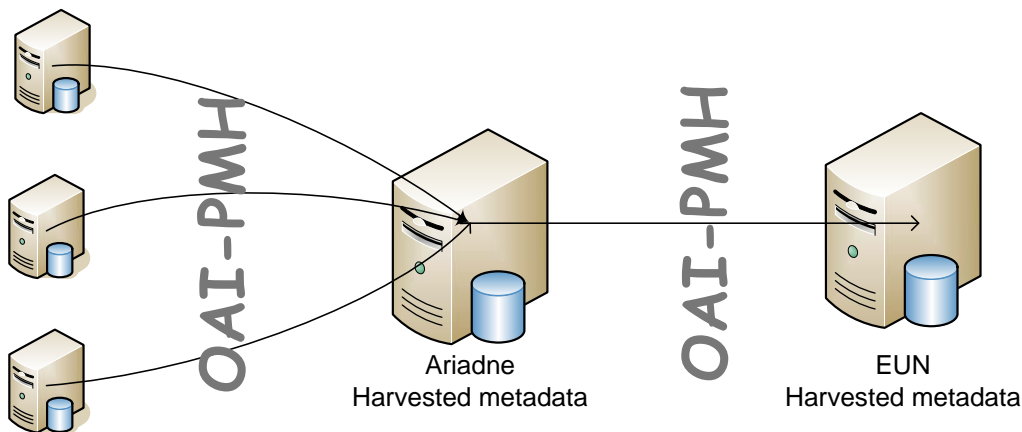 OAI-PMH
OAI-PMH
Ariadne
Harvested metadata
EUN
Harvested metadata